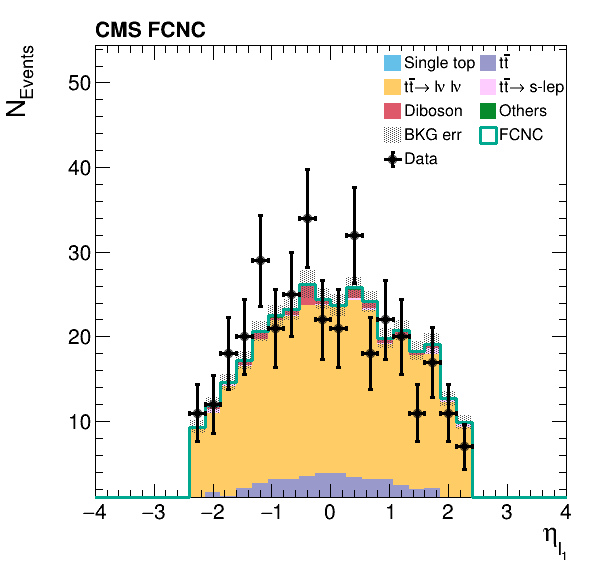 CMS FCNC
N_Events
Single top
tt̄
tt̄→ lν lν
tt̄→ s-lep
Diboson
Others
BKG err
FCNC
Data
50
40
30
20
10
−4 −3 −2 −1 0 1 2 3 4
η_l_1